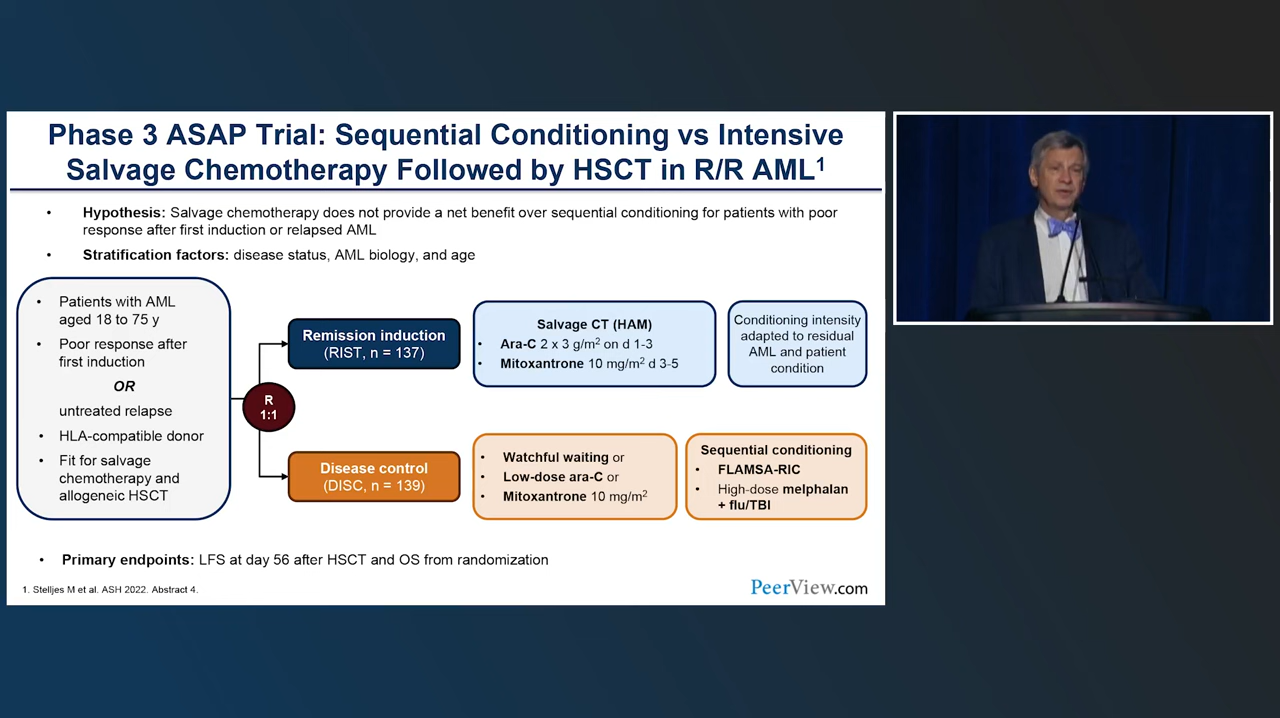 Phase 3 ASAP Trial: Sequential Conditioning vs Intensive
Salvage Chemotherapy Followed by HSCT in R/R AML1
• Hypothesis: Salvage chemotherapy does not provide a net benefit over sequential conditioning for patients with poor
response after first induction or relapsed AML
• Stratification factors: disease status, AML biology, and age
• Patients with AML
aged 18 to 75 y
• Poor response after
first induction
OR
untreated relapse
• HLA-compatible donor
• Fit for salvage
chemotherapy and
allogeneic HSCT
R
1:1
Remission induction
(RIST, n = 137)
Salvage CT (HAM)
• Ara-C 2 x 3 g/m2 on d 1-3
• Mitoxantrone 10 mg/m2 d 3-5
Conditioning intensity
adapted to residual
AML and patient
condition
Disease control
(DISC, n = 139)
• Watchful waiting or
• Low-dose ara-C or
• Mitoxantrone 10 mg/m2
Sequential conditioning
• FLAMSA-RIC
• High-dose melphalan
+ flu/TBI
• Primary endpoints: LFS at day 56 after HSCT and OS from randomization
1. Stelljes M et al. ASH 2022. Abstract 4.
PeerView.com